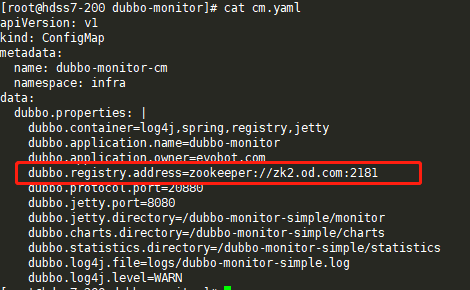 [root@hdss7-200 dubbo-monitor]# cat cm.yaml
apiVersion: v1
kind: ConfigMap
metadata:
  name: dubbo-monitor-cm
  namespace: infra
data:
  dubbo.properties: |
    dubbo.container=log4j,spring,registry,jetty
    dubbo.application.name=dubbo-monitor
    dubbo.application.owner=evobot.com
    dubbo.registry.address=zookeeper://zk2.od.com:2181
    dubbo.protocol.port=20880
    dubbo.jetty.port=8080
    dubbo.jetty.directory=/dubbo-monitor-simple/monitor
    dubbo.charts.directory=/dubbo-monitor-simple/charts
    dubbo.statistics.directory=/dubbo-monitor-simple/statistics
    dubbo.log4j.file=logs/dubbo-monitor-simple.log
    dubbo.log4j.level=WARN
[root@hdss7-200 dubbo-monitor]#